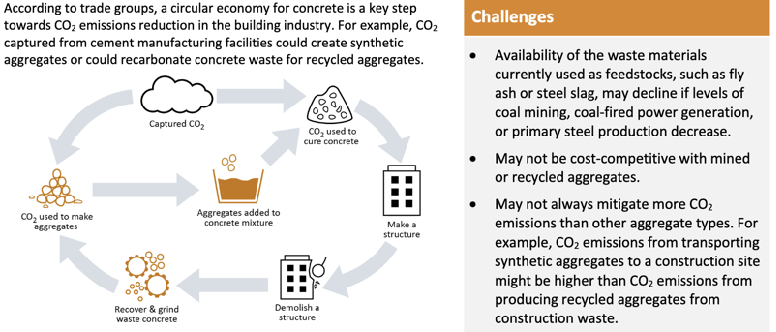 According to trade groups, a circular economy for concrete is a key step
towards CO₂ emissions reduction in the building industry. For example, CO₂
captured from cement manufacturing facilities could create synthetic
aggregates or could recarbonate concrete waste for recycled aggregates.
Captured CO₂
CO₂ used to
cure concrete
CO₂ used to make
aggregates
Aggregates added to
concrete mixture
Make a
structure
Recover & grind
waste concrete
Demolish a
structure
Challenges
• Availability of the waste materials
currently used as feedstocks, such as fly
ash or steel slag, may decline if levels of
coal mining, coal-fired power generation,
or primary steel production decrease.
• May not be cost-competitive with mined
or recycled aggregates.
• May not always mitigate more CO₂
emissions than other aggregate types. For
example, CO₂ emissions from transporting
synthetic aggregates to a construction site
might be higher than CO₂ emissions from
producing recycled aggregates from
construction waste.